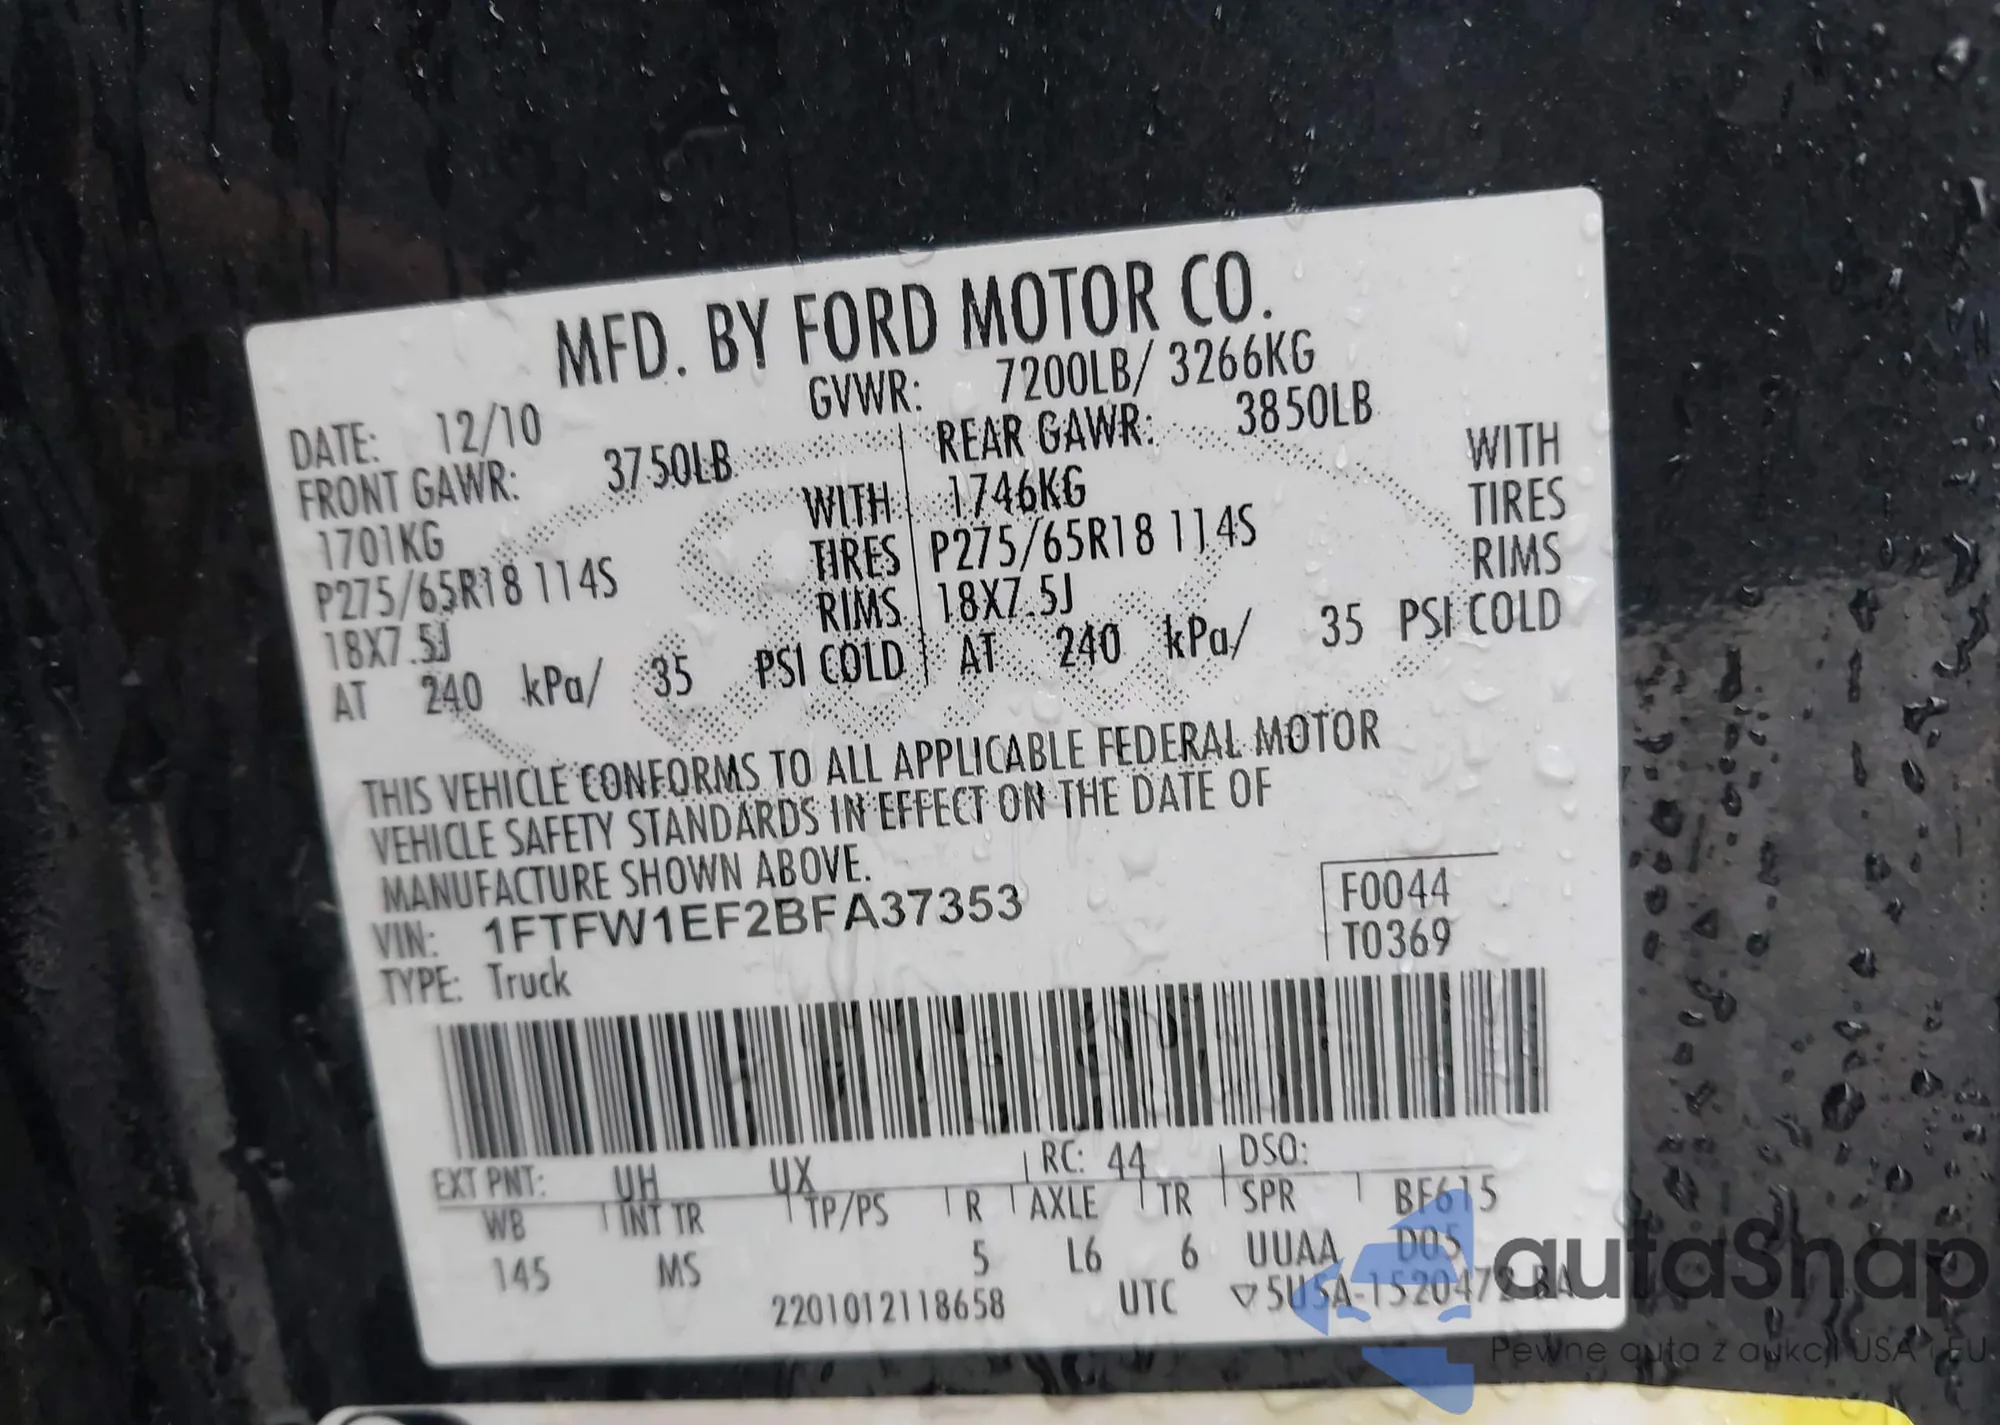 MFD. BY FORD MOTOR CO.
DATE: 12/10 GVWR: 7200LB/ 3266KG
FRONT GAWR: 3750LB REAR GAWR: 3850LB
1701KG WITH 1746KG WITH
P275/65R18 114S TIRES P275/65R18 114S TIRES
18X7.5J RIMS 18X7.5J RIMS
AT 240 kPa/ 35 PSI COLD AT 240 kPa/ 35 PSI COLD
THIS VEHICLE CONFORMS TO ALL APPLICABLE FEDERAL MOTOR
VEHICLE SAFETY STANDARDS IN EFFECT ON THE DATE OF
MANUFACTURE SHOWN ABOVE.
VIN: 1FTFW1EF2BFA37353 F0044
TYPE: Truck T0369
EXT PNT: UH UX RC: 44 DSO:
WB INT TR TP/PS R AXLE TR SPR BF615
145 MS 5 L6 6 UUAA D05
2201012118658 UTC ▽5U5A-1520472-BA
autaSnap
Pewne auta z aukcji USA i EU